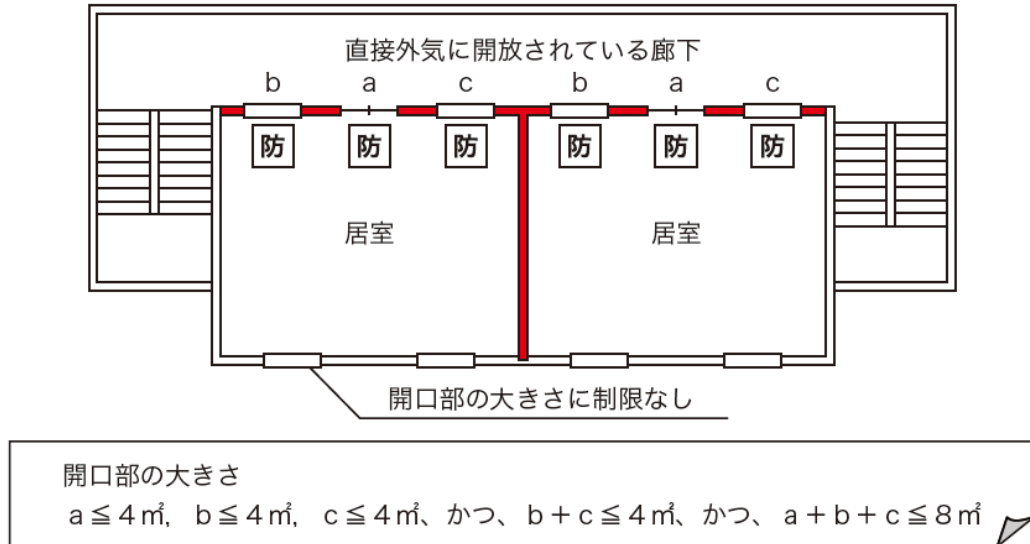 直接外気に開放されている廊下
b a c b a c
防 防 防 防 防 防
居室 居室
開口部の大きさに制限なし
開口部の大きさ
a≦4㎡, b≦4㎡, c≦4㎡、かつ、b+c≦4㎡、かつ、a+b+c≦8㎡